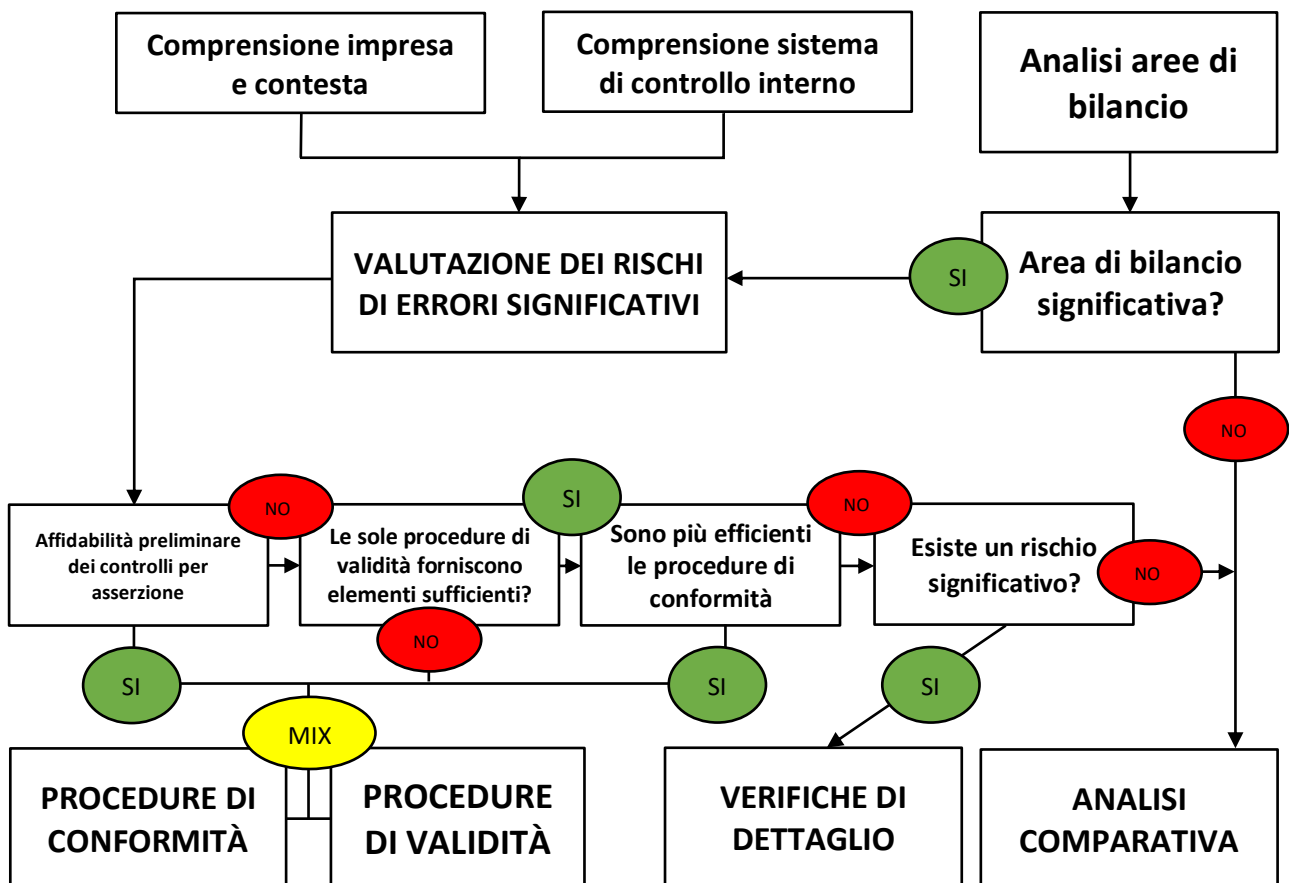 Comprensione impresa
e contesta
Comprensione sistema
di controllo interno
Analisi aree di
bilancio
VALUTAZIONE DEI RISCHI
DI ERRORI SIGNIFICATIVI
SI
Area di bilancio
significativa?
NO
Affidabilità preliminare
dei controlli per
asserzione
NO
Le sole procedure di
validità forniscono
elementi sufficienti?
SI
Sono più efficienti
le procedure di
conformità
NO
Esiste un rischio
significativo?
NO
SI
NO
SI
SI
MIX
PROCEDURE DI
CONFORMITÀ
PROCEDURE
DI VALIDITÀ
VERIFICHE DI
DETTAGLIO
ANALISI
COMPARATIVA